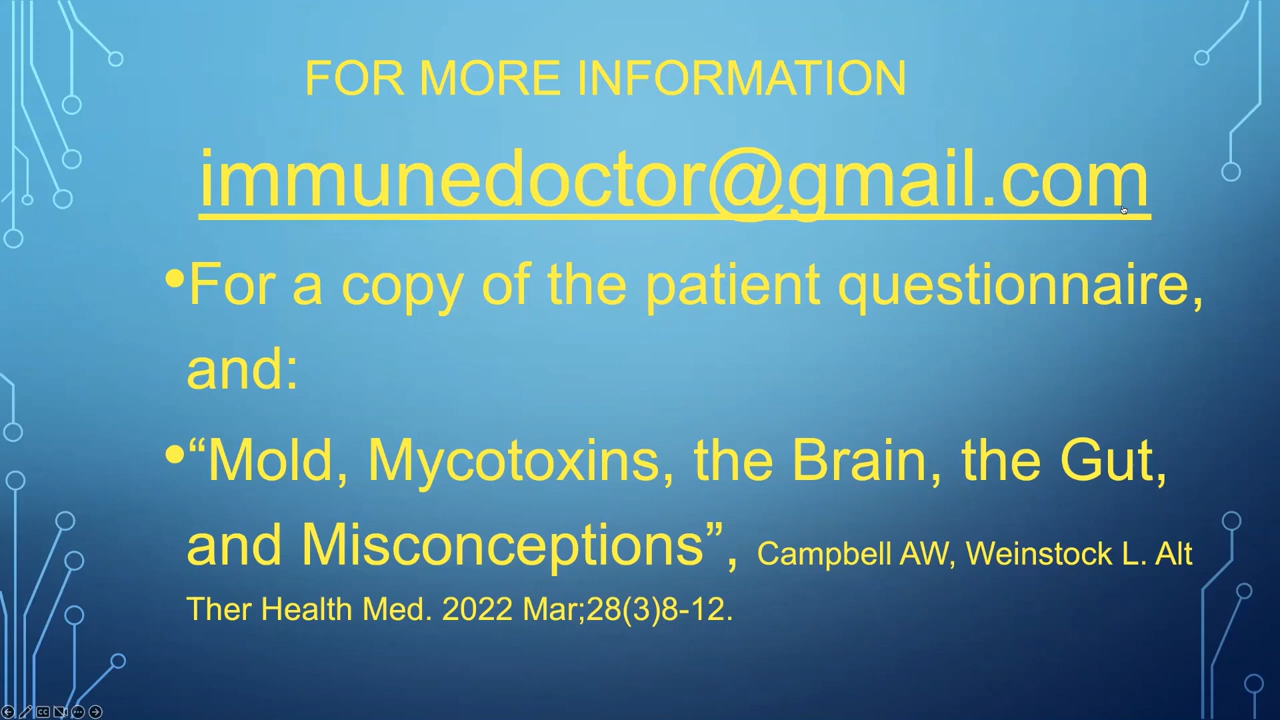 FOR MORE INFORMATION
immunedoctor@gmail.com
•For a copy of the patient questionnaire,
and:
•“Mold, Mycotoxins, the Brain, the Gut,
and Misconceptions”, Campbell AW, Weinstock L. Alt
Ther Health Med. 2022 Mar;28(3)8-12.